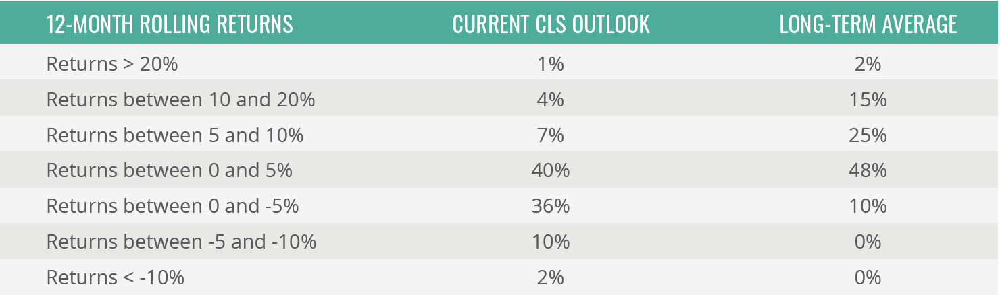 12-MONTH ROLLING RETURNS CURRENT CLS OUTLOOK LONG-TERM AVERAGE
Returns > 20% 1% 2%
Returns between 10 and 20% 4% 15%
Returns between 5 and 10% 7% 25%
Returns between 0 and 5% 40% 48%
Returns between 0 and -5% 36% 10%
Returns between -5 and -10% 10% 0%
Returns < -10% 2% 0%